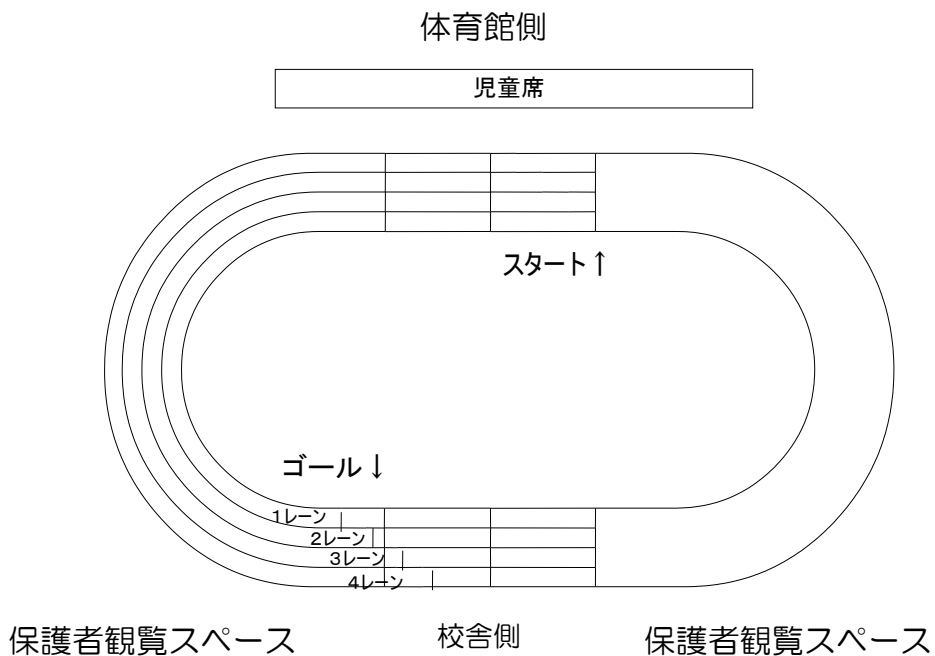 体育館側
児童席
スタート↑
ゴール↓
1レーン
2レーン
3レーン
4レーン
保護者観覧スペース
校舎側
保護者観覧スペース